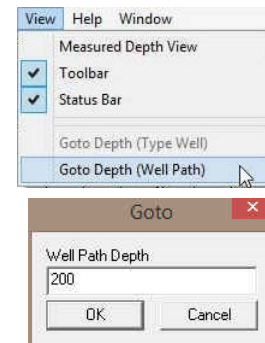 View Help Window
Measured Depth View
Toolbar
Status Bar
Goto Depth (Type Well)
Goto Depth (Well Path)
Goto
Well Path Depth
200
OK Cancel